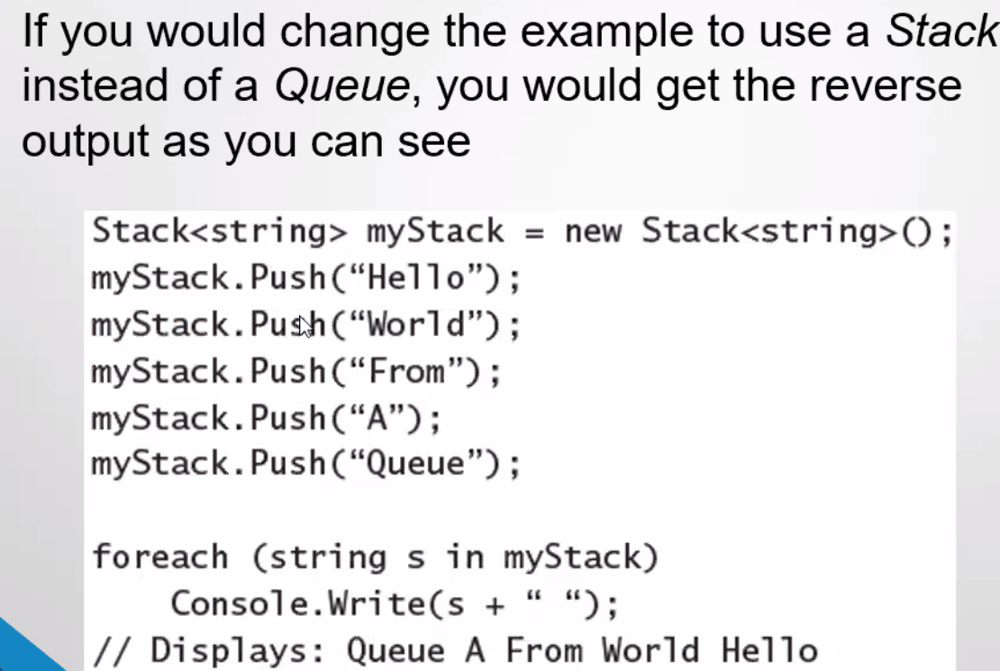 If you would change the example to use a Stack
instead of a Queue, you would get the reverse
output as you can see
Stack<string> myStack = new Stack<string>();
myStack.Push(“Hello”);
myStack.Push(“World”);
myStack.Push(“From”);
myStack.Push(“A”);
myStack.Push(“Queue”);
foreach (string s in myStack)
    Console.Write(s + “ “);
// Displays: Queue A From World Hello